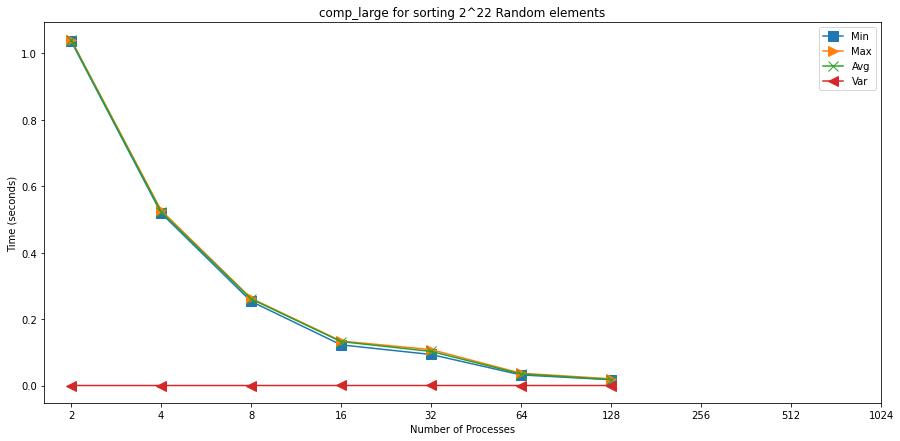 comp_large for sorting 2^22 Random elements
Time (seconds)
1.0
0.8
0.6
0.4
0.2
0.0
Min
Max
Avg
Var
2 4 8 16 32 64 128 256 512 1024
Number of Processes